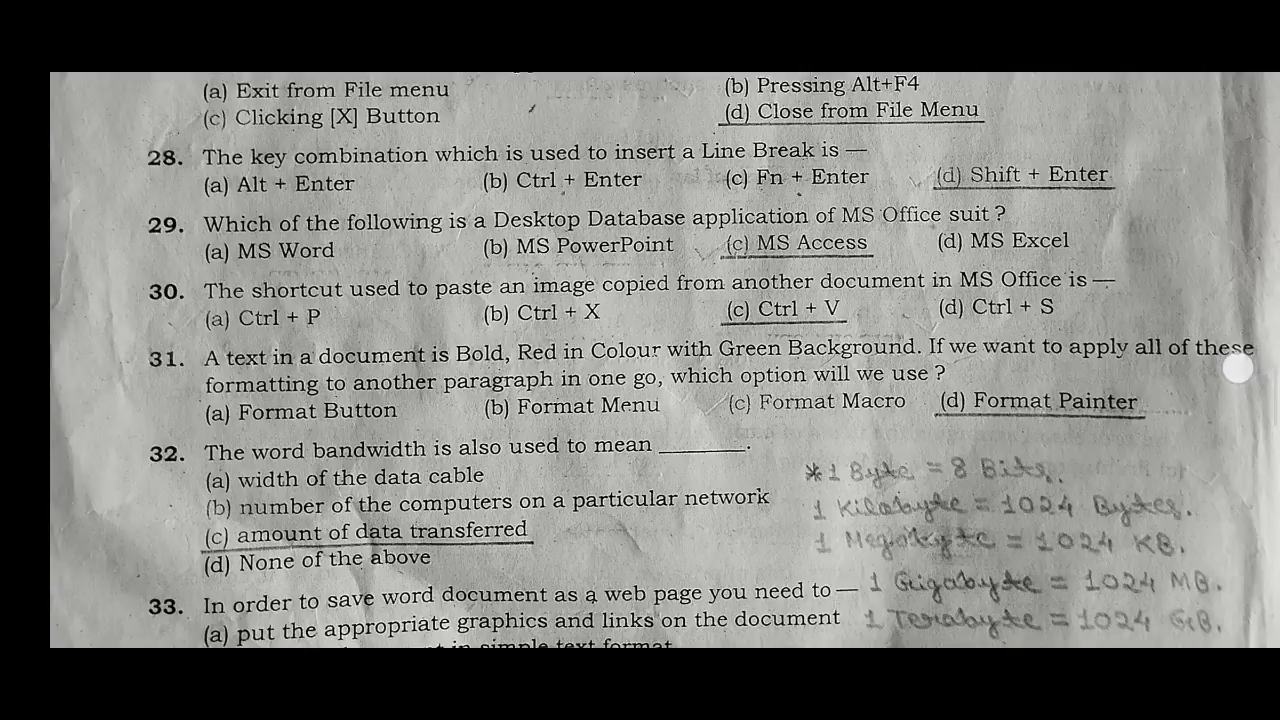 (a) Exit from File menu (b) Pressing Alt+F4
(c) Clicking [X] Button (d) Close from File Menu
28. The key combination which is used to insert a Line Break is —
(a) Alt + Enter (b) Ctrl + Enter (c) Fn + Enter (d) Shift + Enter
29. Which of the following is a Desktop Database application of MS Office suit ?
(a) MS Word (b) MS PowerPoint (c) MS Access (d) MS Excel
30. The shortcut used to paste an image copied from another document in MS Office is —
(a) Ctrl + P (b) Ctrl + X (c) Ctrl + V (d) Ctrl + S
31. A text in a document is Bold, Red in Colour with Green Background. If we want to apply all of these
formatting to another paragraph in one go, which option will we use ?
(a) Format Button (b) Format Menu (c) Format Macro (d) Format Painter
32. The word bandwidth is also used to mean ________.
(a) width of the data cable
(b) number of the computers on a particular network
(c) amount of data transferred
(d) None of the above
*1 Byte = 8 Bits.
1 Kilobyte = 1024 Bytes.
1 Megabyte = 1024 KB.
1 Gigabyte = 1024 MB.
1 Terabyte = 1024 GB.
33. In order to save word document as a web page you need to —
(a) put the appropriate graphics and links on the document
in simple text format